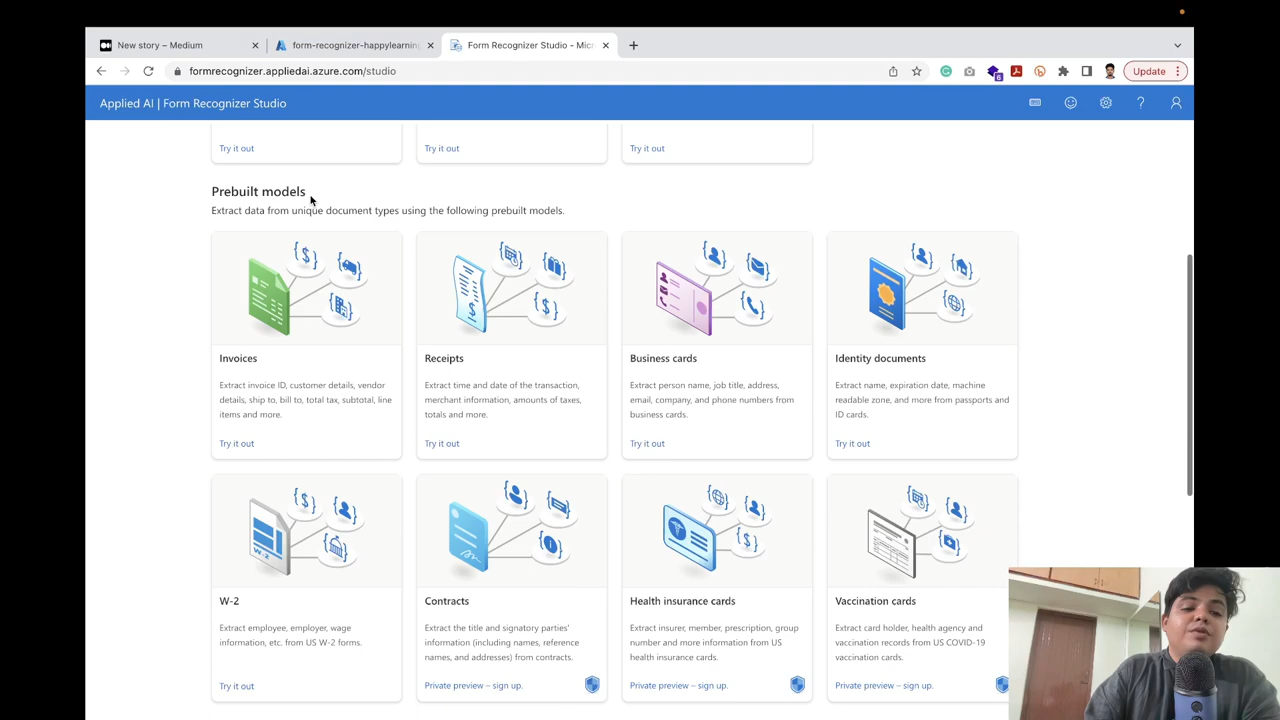 New story – Medium
form-recognizer-happylearning
Form Recognizer Studio - Micr
formrecognizer.appliedai.azure.com/studio
6
Update
Applied AI | Form Recognizer Studio
Try it out
Try it out
Try it out
Prebuilt models
Extract data from unique document types using the following prebuilt models.
Invoices
Extract invoice ID, customer details, vendor
details, ship to, bill to, total tax, subtotal, line
items and more.
Try it out
Receipts
Extract time and date of the transaction,
merchant information, amounts of taxes,
totals and more.
Try it out
Business cards
Extract person name, job title, address,
email, company, and phone numbers from
business cards.
Try it out
Identity documents
Extract name, expiration date, machine
readable zone, and more from passports and
ID cards.
Try it out
W-2
W-2
Extract employee, employer, wage
information, etc. from US W-2 forms.
Try it out
Contracts
Extract the title and signatory parties'
information (including names, reference
names, and addresses) from contracts.
Private preview – sign up.
Health insurance cards
Extract insurer, member, prescription, group
number and more information from US
health insurance cards.
Private preview – sign up.
Vaccination cards
Extract card holder, health agency and
vaccination records from US COVID-19
vaccination cards.
Private preview – sign up.